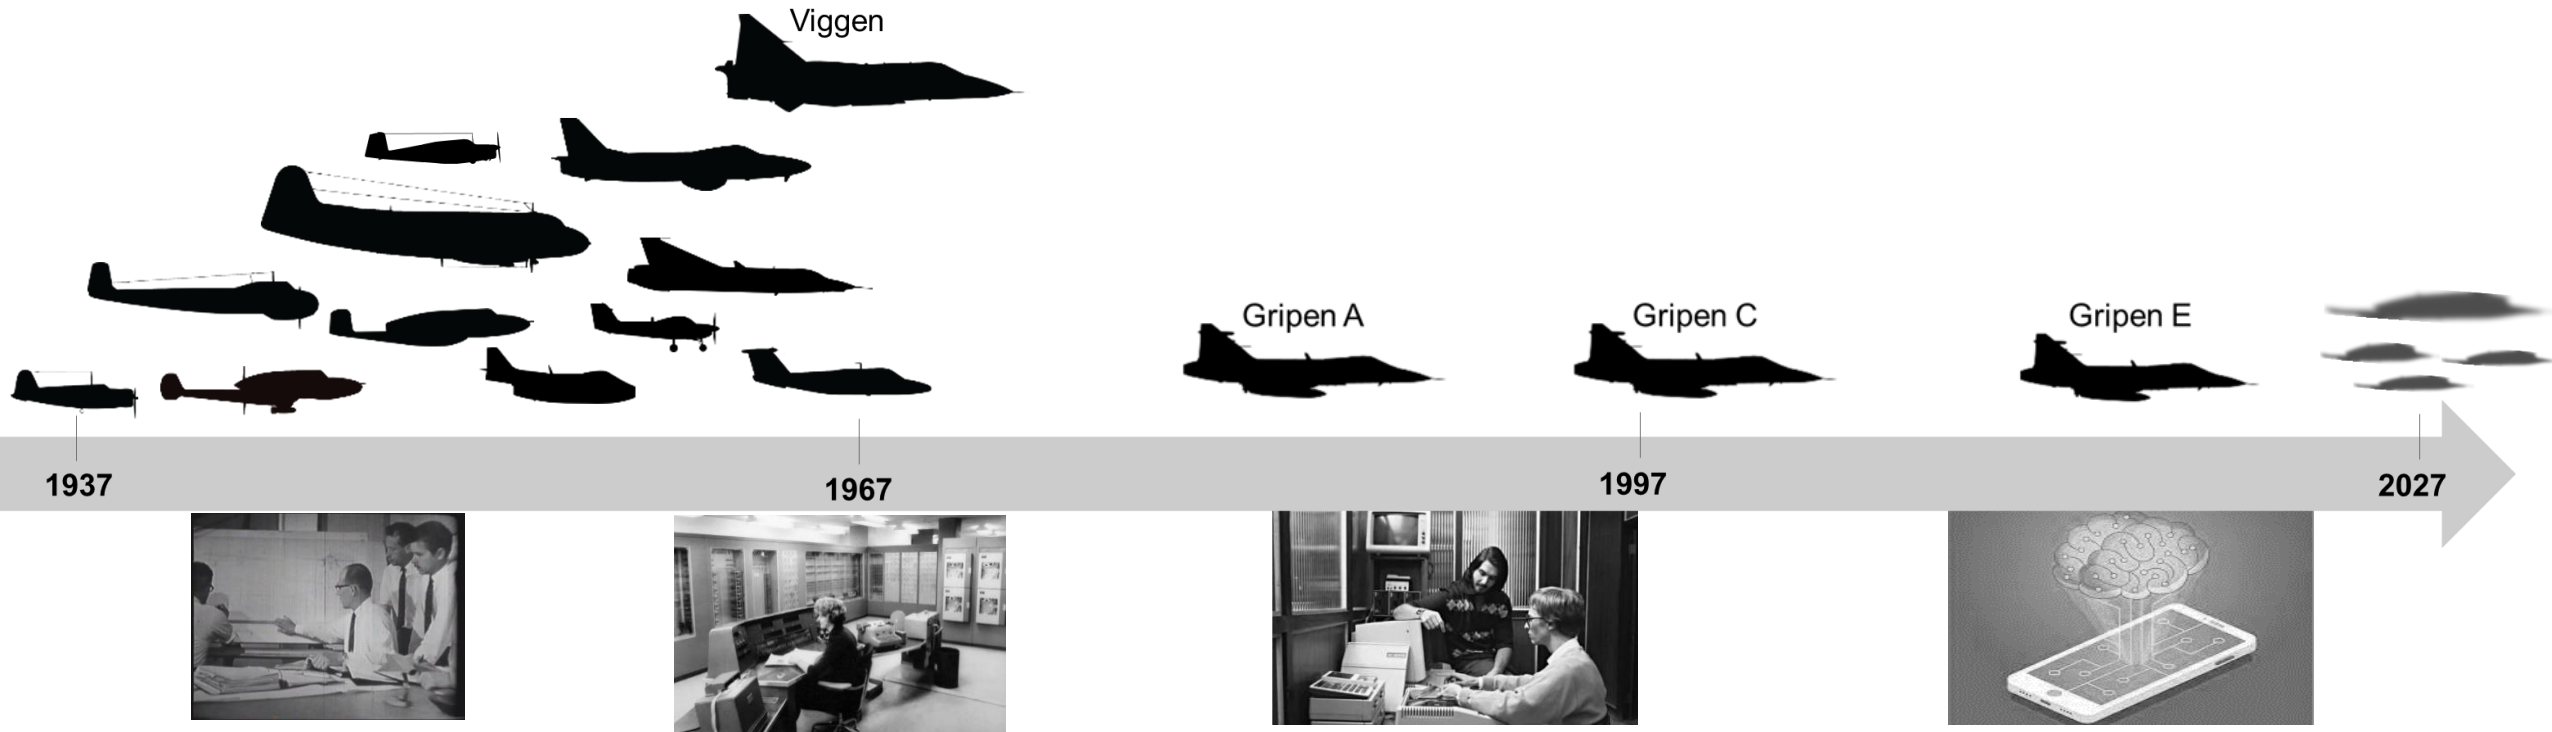 Viggen
Gripen A
Gripen C
Gripen E
1937
1967
1997
2027